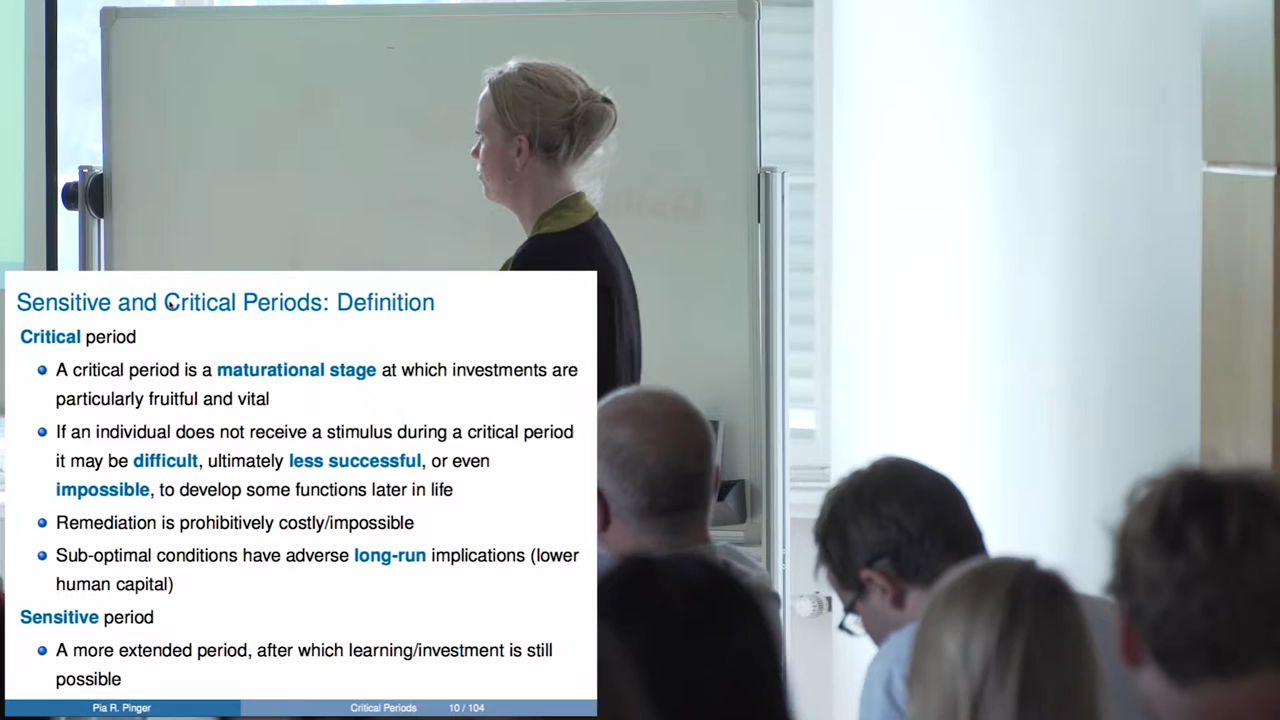 Sensitive and Critical Periods: Definition
Critical period
A critical period is a maturational stage at which investments are
particularly fruitful and vital
If an individual does not receive a stimulus during a critical period
it may be difficult, ultimately less successful, or even
impossible, to develop some functions later in life
Remediation is prohibitively costly/impossible
Sub-optimal conditions have adverse long-run implications (lower
human capital)
Sensitive period
A more extended period, after which learning/investment is still
possible
Pia R. Pinger Critical Periods 10 / 104